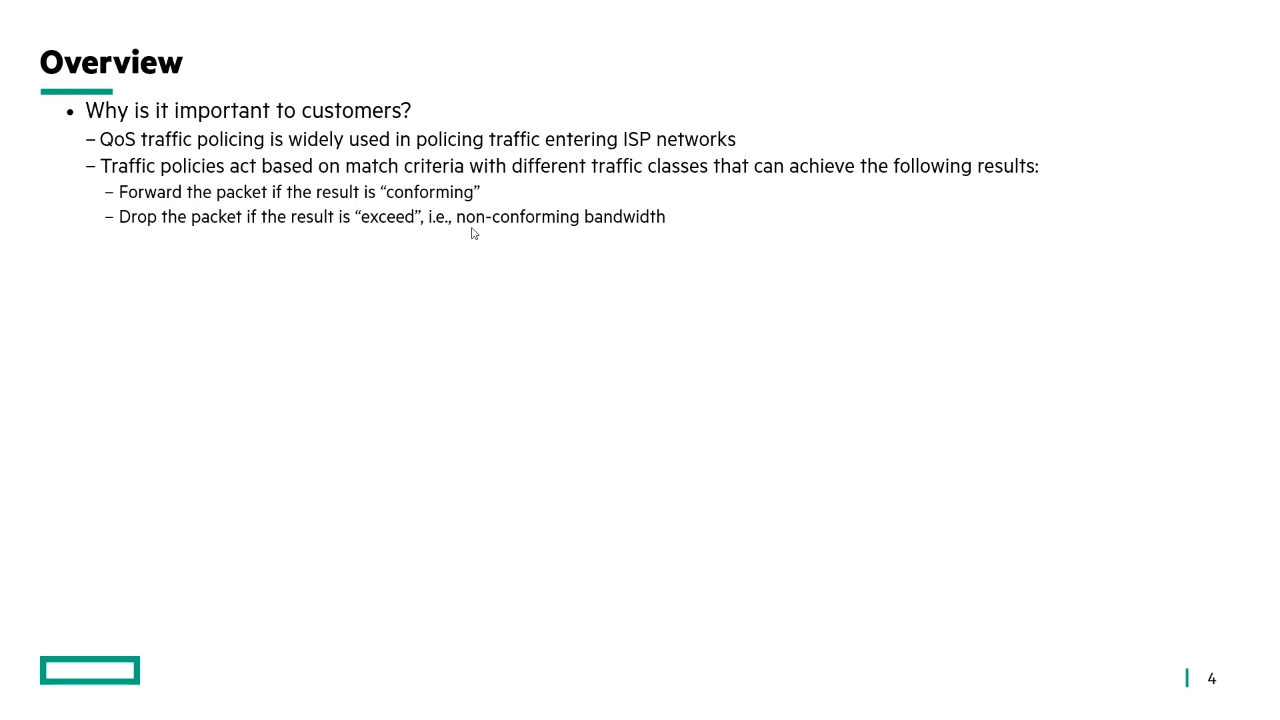 Overview
• Why is it important to customers?
– QoS traffic policing is widely used in policing traffic entering ISP networks
– Traffic policies act based on match criteria with different traffic classes that can achieve the following results:
– Forward the packet if the result is “conforming”
– Drop the packet if the result is “exceed”, i.e., non-conforming bandwidth
4